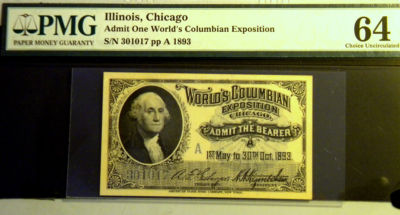 PMG
PAPER MONEY GUARANTY
Illinois, Chicago
Admit One World's Columbian Exposition
S/N 301017 pp A 1893
64
Choice Uncirculated
WORLD'S COLUMBIAN
EXPOSITION
CHICAGO,
ADMIT THE BEARER
A
A
1ST MAY TO 30TH OCT. 1893.
301017